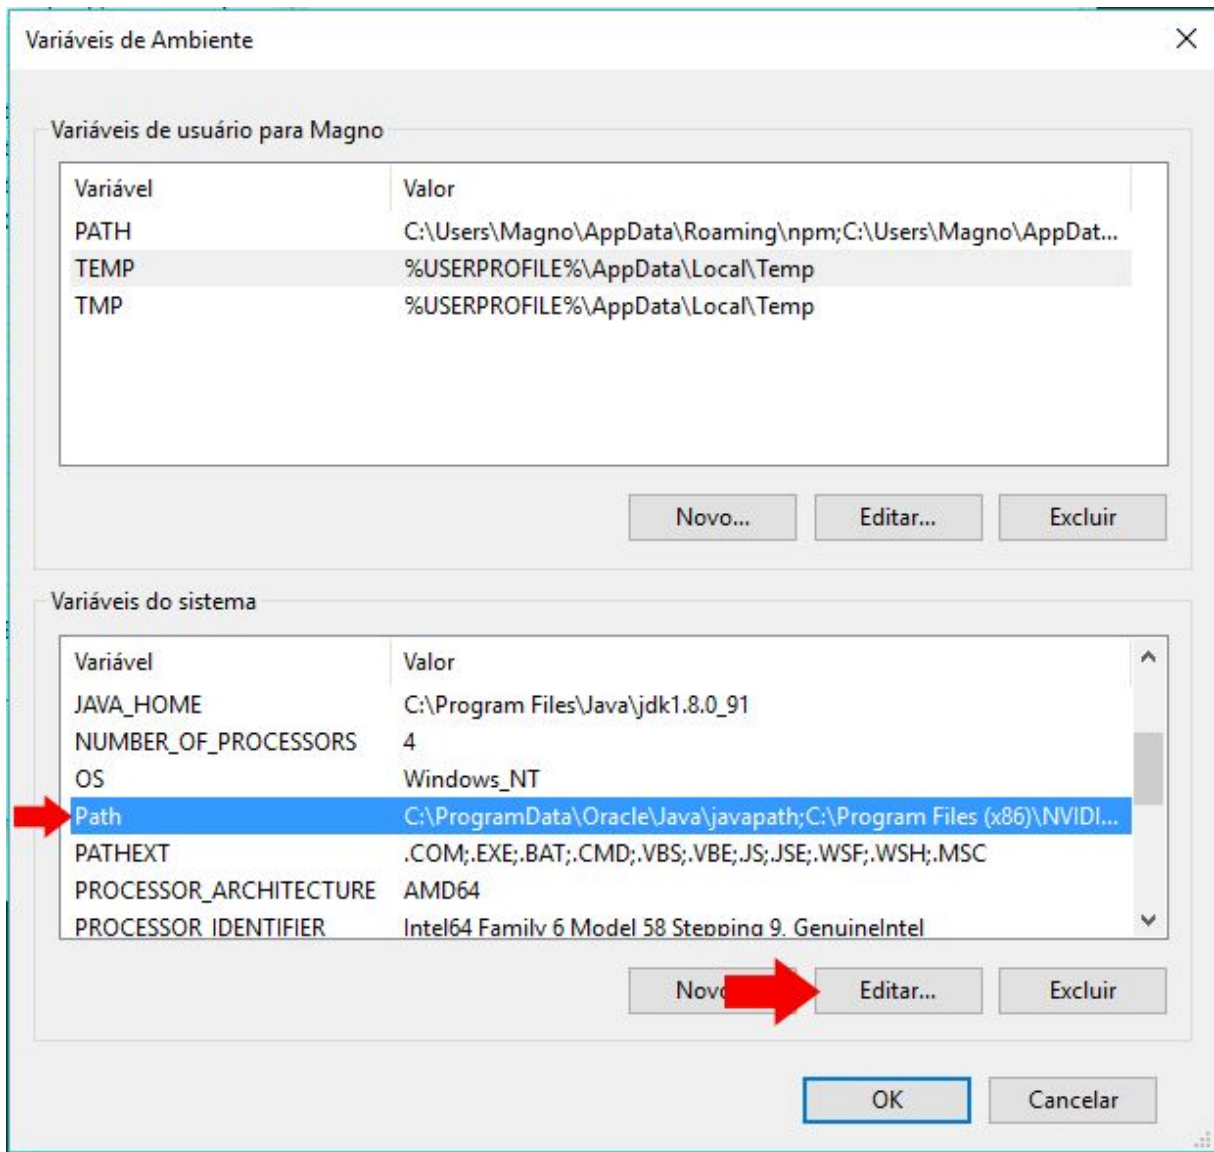 Variáveis de Ambiente
Variáveis de usuário para Magno
Variável Valor
PATH C:\Users\Magno\AppData\Roaming\npm;C:\Users\Magno\AppDat...
TEMP %USERPROFILE%\AppData\Local\Temp
TMP %USERPROFILE%\AppData\Local\Temp
Novo... Editar... Excluir
Variáveis do sistema
Variável Valor
JAVA_HOME C:\Program Files\Java\jdk1.8.0_91
NUMBER_OF_PROCESSORS 4
OS Windows_NT
Path C:\ProgramData\Oracle\Java\javapath;C:\Program Files (x86)\NVIDI...
PATHEXT .COM;.EXE;.BAT;.CMD;.VBS;.VBE;.JS;.JSE;.WSF;.WSH;.MSC
PROCESSOR_ARCHITECTURE AMD64
PROCESSOR_IDENTIFIER Intel64 Family 6 Model 58 Stepping 9, GenuineIntel
Editar... Excluir
OK Cancelar